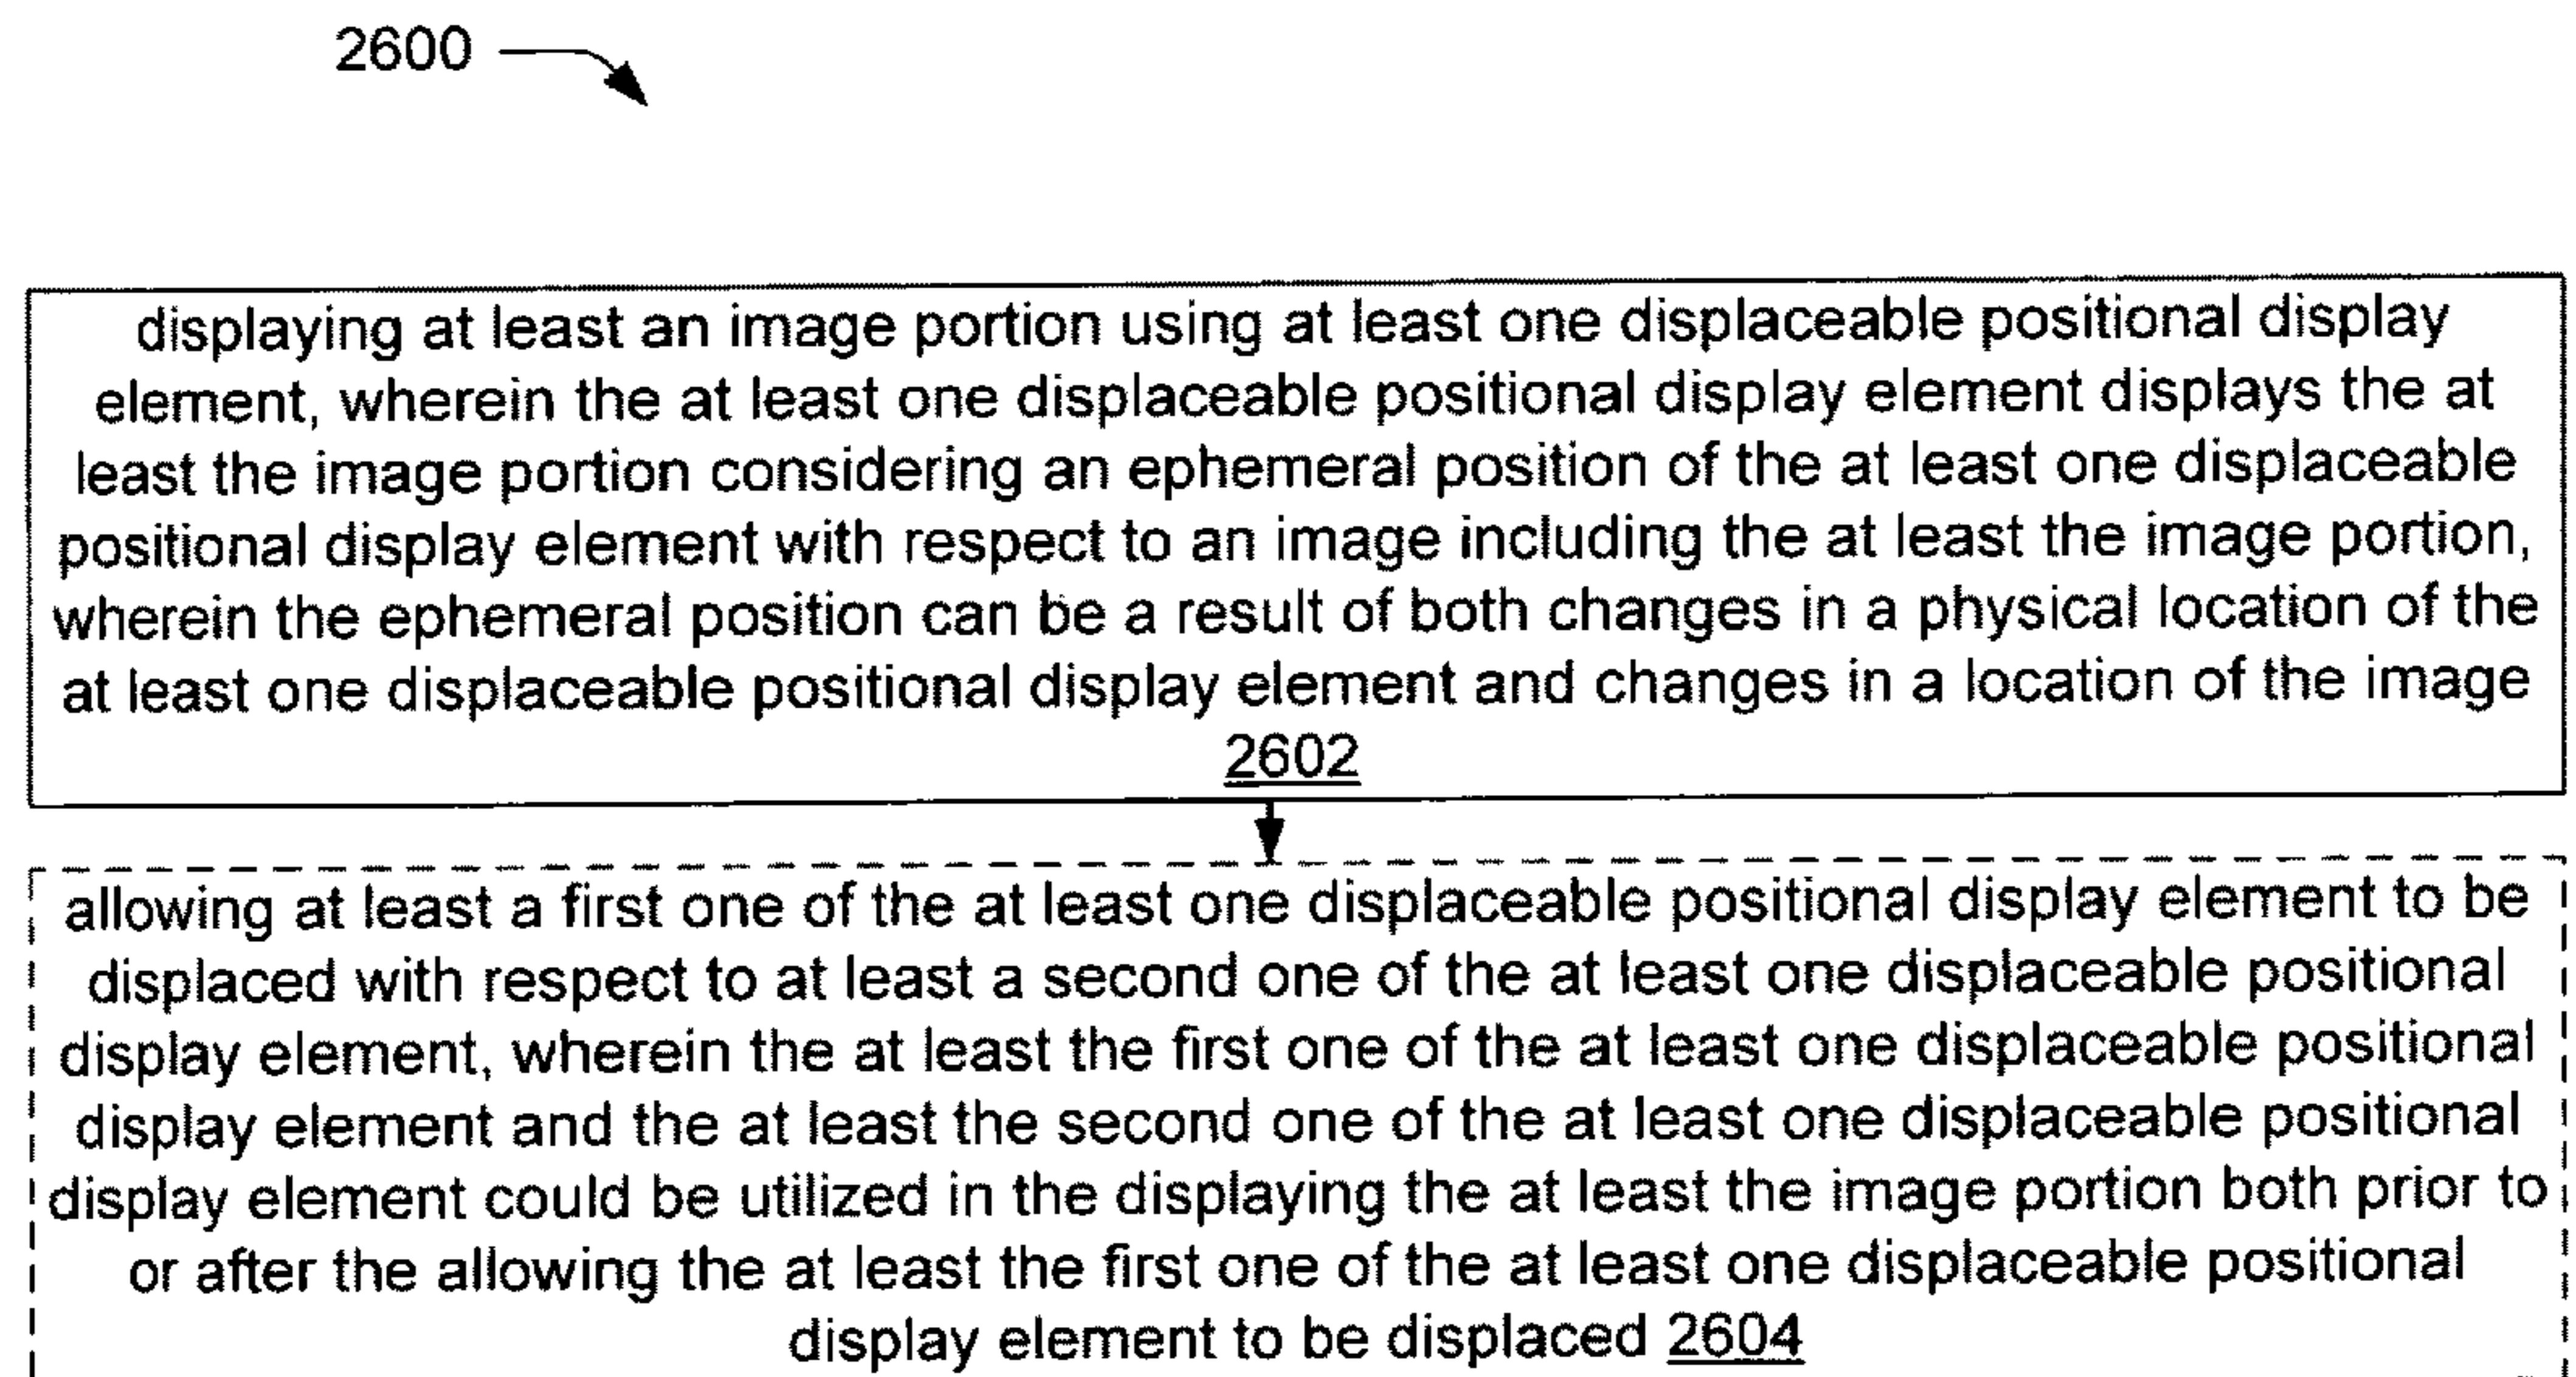 2600
displaying at least an image portion using at least one displaceable positional display
element, wherein the at least one displaceable positional display element displays the at
least the image portion considering an ephemeral position of the at least one displaceable
positional display element with respect to an image including the at least the image portion,
wherein the ephemeral position can be a result of both changes in a physical location of the
at least one displaceable positional display element and changes in a location of the image
2602
allowing at least a first one of the at least one displaceable positional display element to be
displaced with respect to at least a second one of the at least one displaceable positional
display element, wherein the at least the first one of the at least one displaceable positional
display element and the at least the second one of the at least one displaceable positional
display element could be utilized in the displaying the at least the image portion both prior to
or after the allowing the at least the first one of the at least one displaceable positional
display element to be displaced 2604